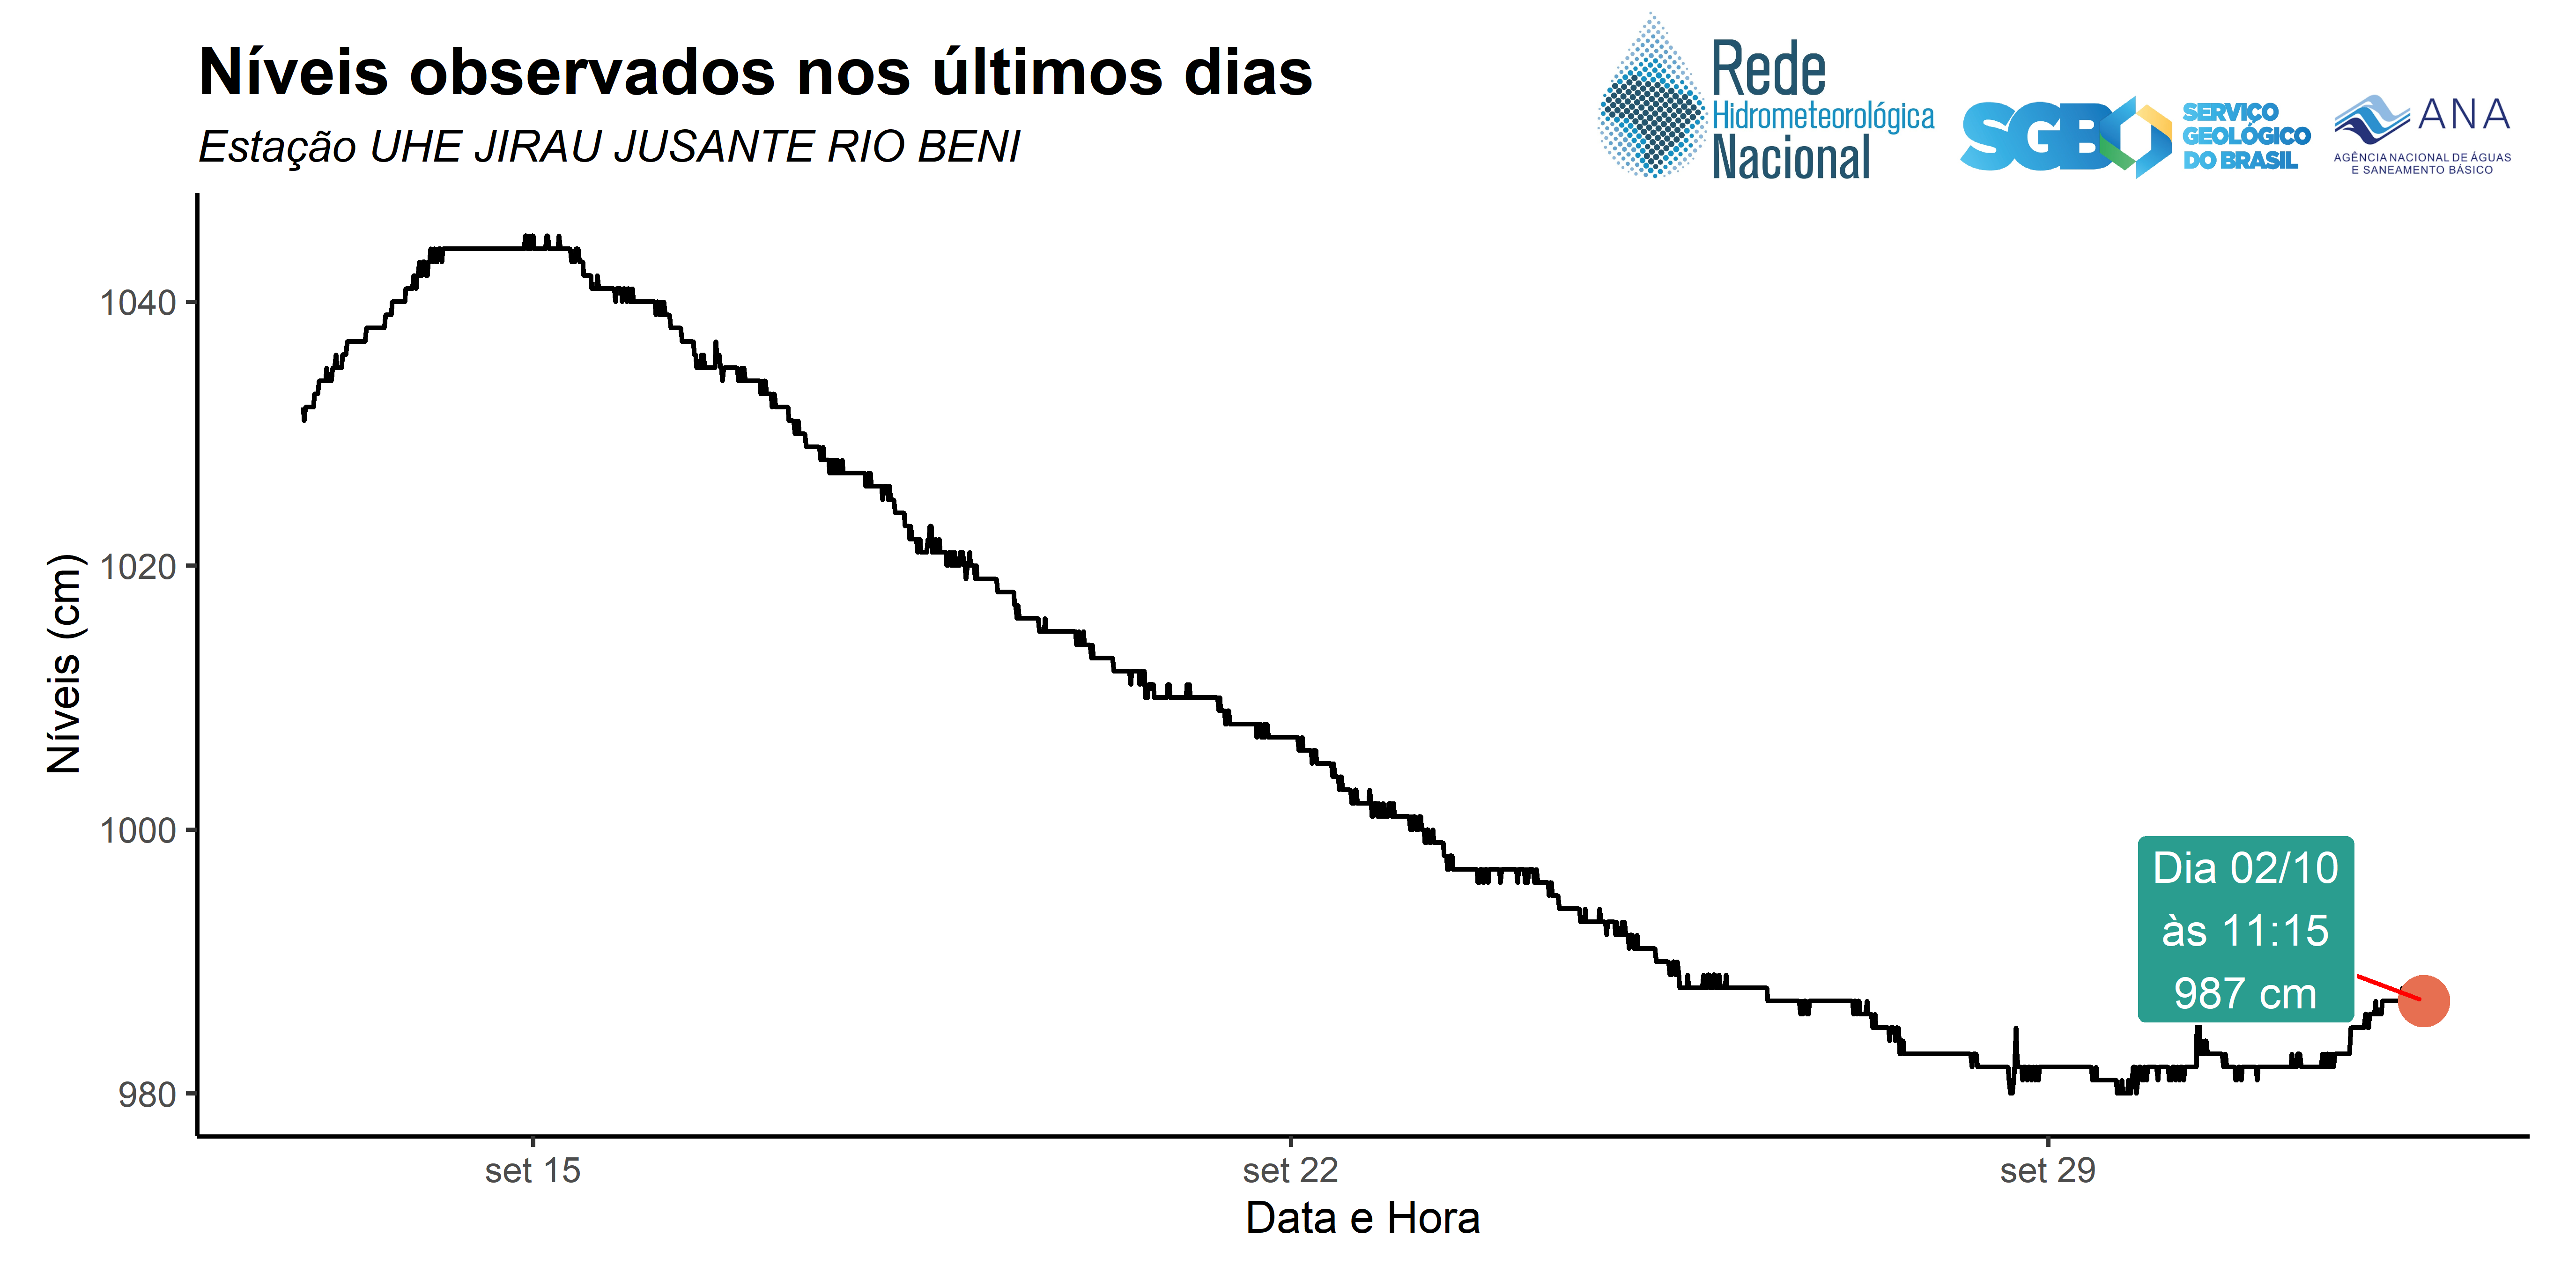 Níveis observados nos últimos dias
Estação UHE JIRAU JUSANTE RIO BENI
Rede
Hidrometeorológica
Nacional
SGB
SERVIÇO
GEOLÓGICO
DO BRASIL
ANA
AGÊNCIA NACIONAL DE ÁGUAS
E SANEAMENTO BÁSICO
Níveis (cm)
1040
1020
1000
980
Dia 02/10
às 11:15
987 cm
set 15
set 22
set 29
Data e Hora